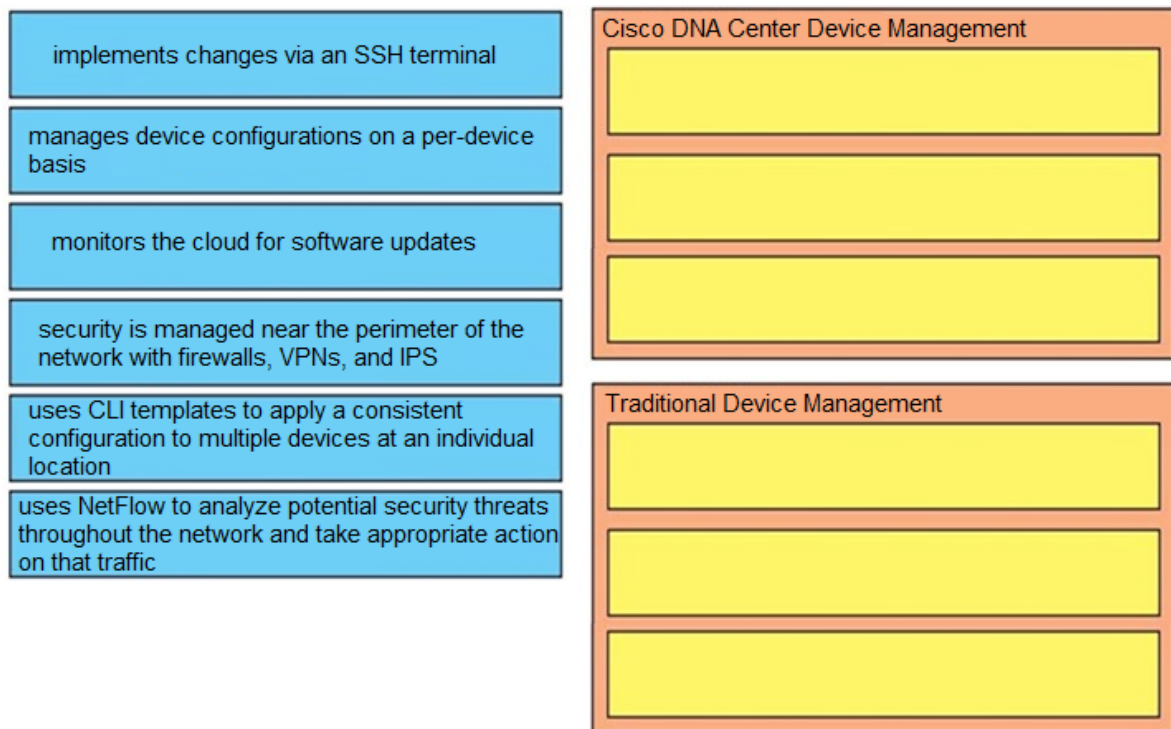 implements changes via an SSH terminal
manages device configurations on a per-device
basis
monitors the cloud for software updates
security is managed near the perimeter of the
network with firewalls, VPNs, and IPS
uses CLI templates to apply a consistent
configuration to multiple devices at an individual
location
uses NetFlow to analyze potential security threats
throughout the network and take appropriate action
on that traffic
Cisco DNA Center Device Management
Traditional Device Management